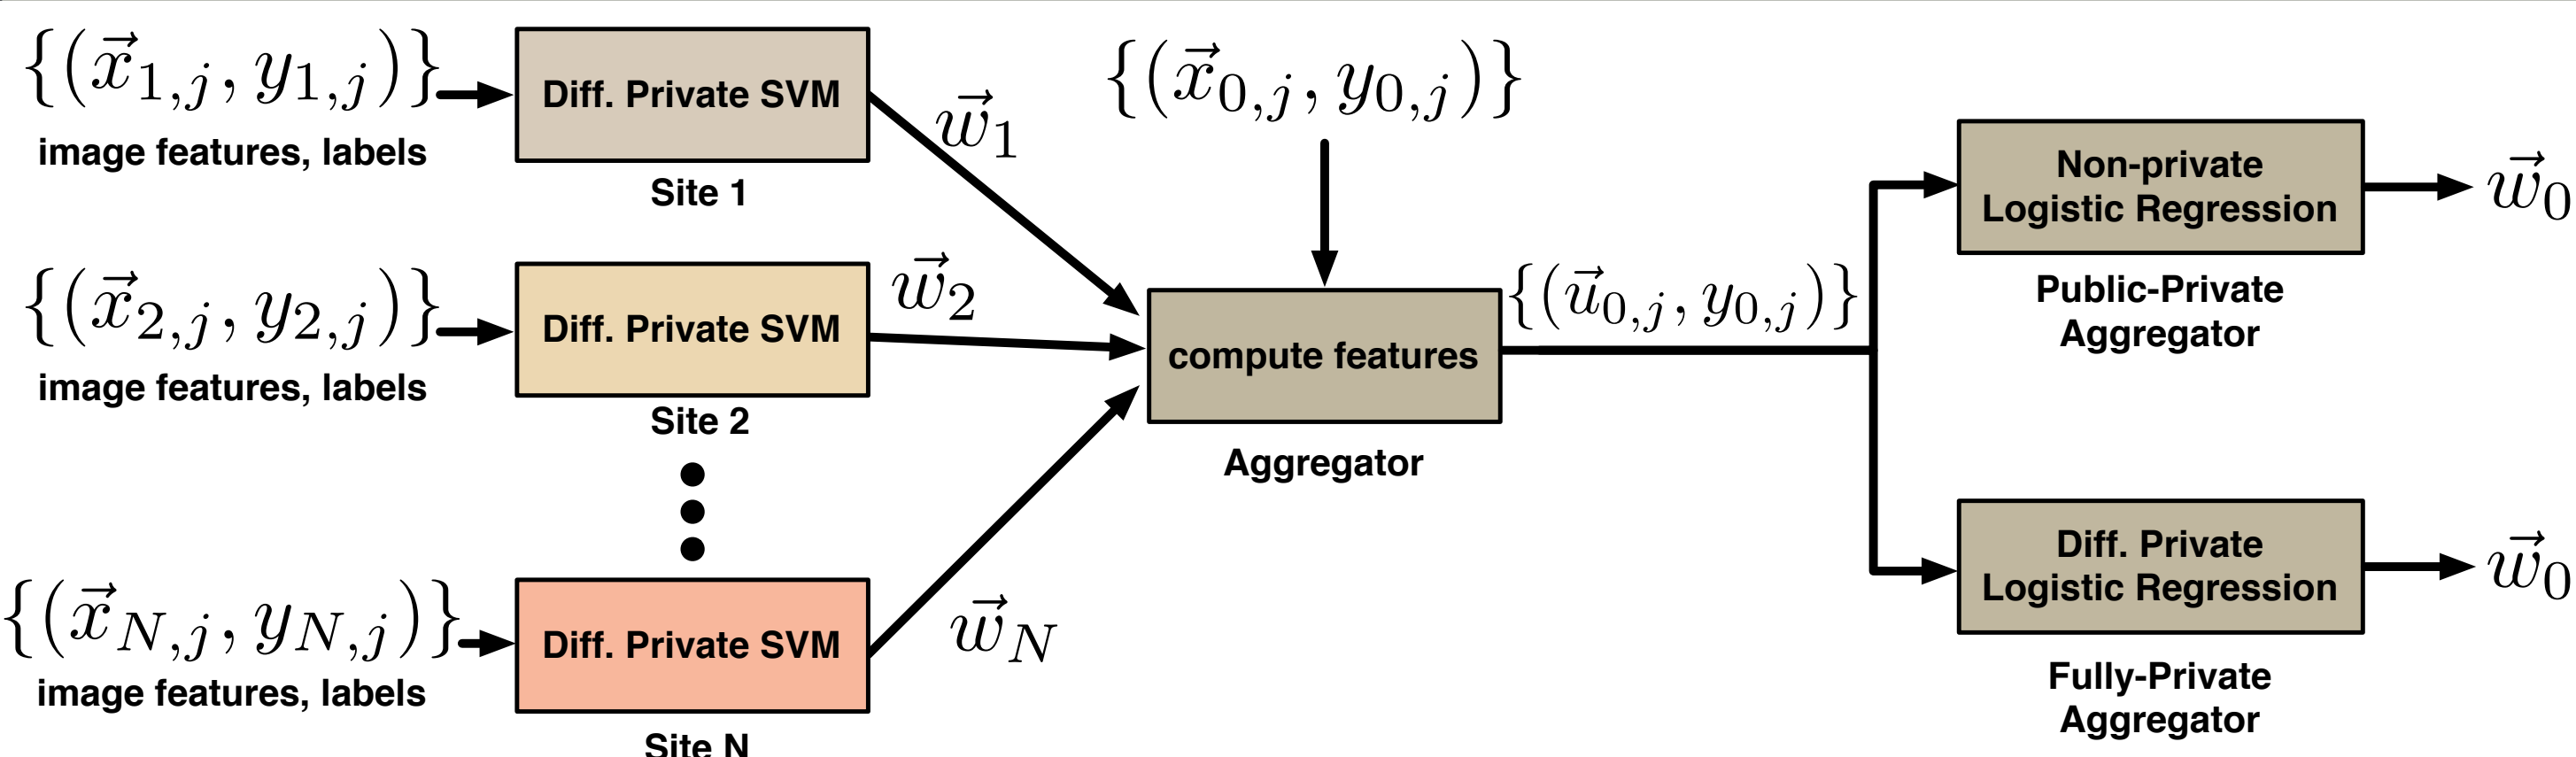 {(x⃗1,j, y1,j)}
image features, labels
Diff. Private SVM
Site 1
w⃗1
{(x⃗2,j, y2,j)}
image features, labels
Diff. Private SVM
Site 2
w⃗2
{(x⃗N,j, yN,j)}
image features, labels
Diff. Private SVM
Site N
w⃗N
{(x⃗0,j, y0,j)}
compute features
Aggregator
{(u⃗0,j, y0,j)}
Non-private
Logistic Regression
Public-Private
Aggregator
w⃗0
Diff. Private
Logistic Regression
Fully-Private
Aggregator
w⃗0